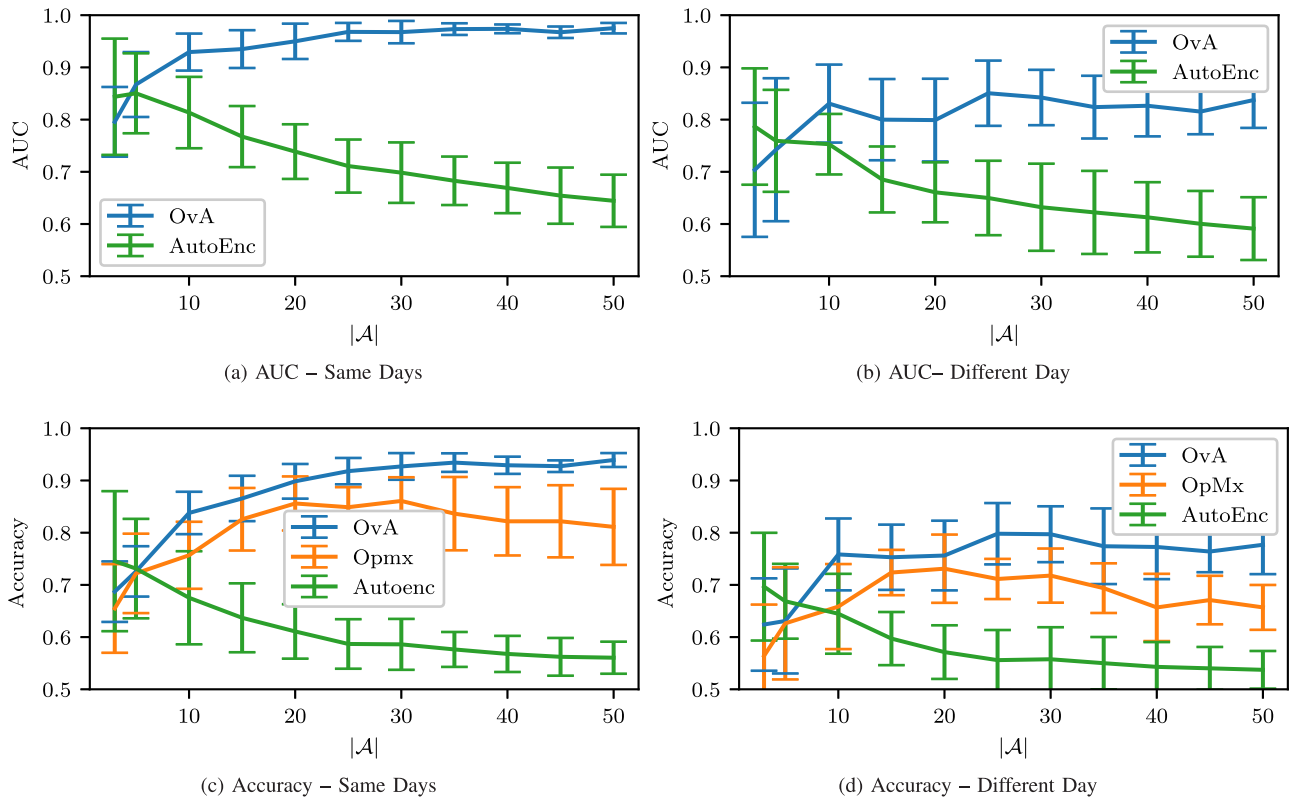 1.0
0.9
0.8
0.7
0.6
0.5
AUC
OvA
AutoEnc
10 20 30 40 50
|𝒜|
(a) AUC – Same Days
1.0
0.9
0.8
0.7
0.6
0.5
AUC
OvA
AutoEnc
10 20 30 40 50
|𝒜|
(b) AUC– Different Day
1.0
0.9
0.8
0.7
0.6
0.5
Accuracy
OvA
Opmx
Autoenc
10 20 30 40 50
|𝒜|
(c) Accuracy – Same Days
1.0
0.9
0.8
0.7
0.6
0.5
Accuracy
OvA
OpMx
AutoEnc
10 20 30 40 50
|𝒜|
(d) Accuracy – Different Day